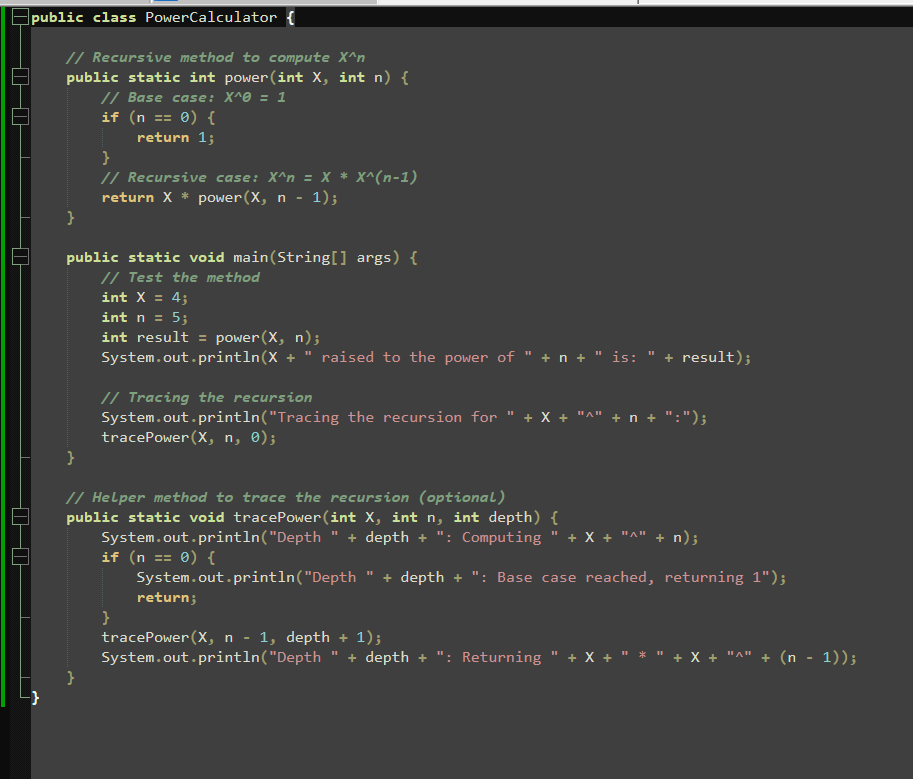 public class PowerCalculator {
    // Recursive method to compute X^n
    public static int power(int X, int n) {
        // Base case: X^0 = 1
        if (n == 0) {
            return 1;
        }
        // Recursive case: X^n = X * X^(n-1)
        return X * power(X, n - 1);
    }
    public static void main(String[] args) {
        // Test the method
        int X = 4;
        int n = 5;
        int result = power(X, n);
        System.out.println(X + " raised to the power of " + n + " is: " + result);
        // Tracing the recursion
        System.out.println("Tracing the recursion for " + X + "^" + n + ":");
        tracePower(X, n, 0);
    }
    // Helper method to trace the recursion (optional)
    public static void tracePower(int X, int n, int depth) {
        System.out.println("Depth " + depth + ": Computing " + X + "^" + n);
        if (n == 0) {
            System.out.println("Depth " + depth + ": Base case reached, returning 1");
            return;
        }
        tracePower(X, n - 1, depth + 1);
        System.out.println("Depth " + depth + ": Returning " + X + " * " + X + "^" + (n - 1));
    }
}